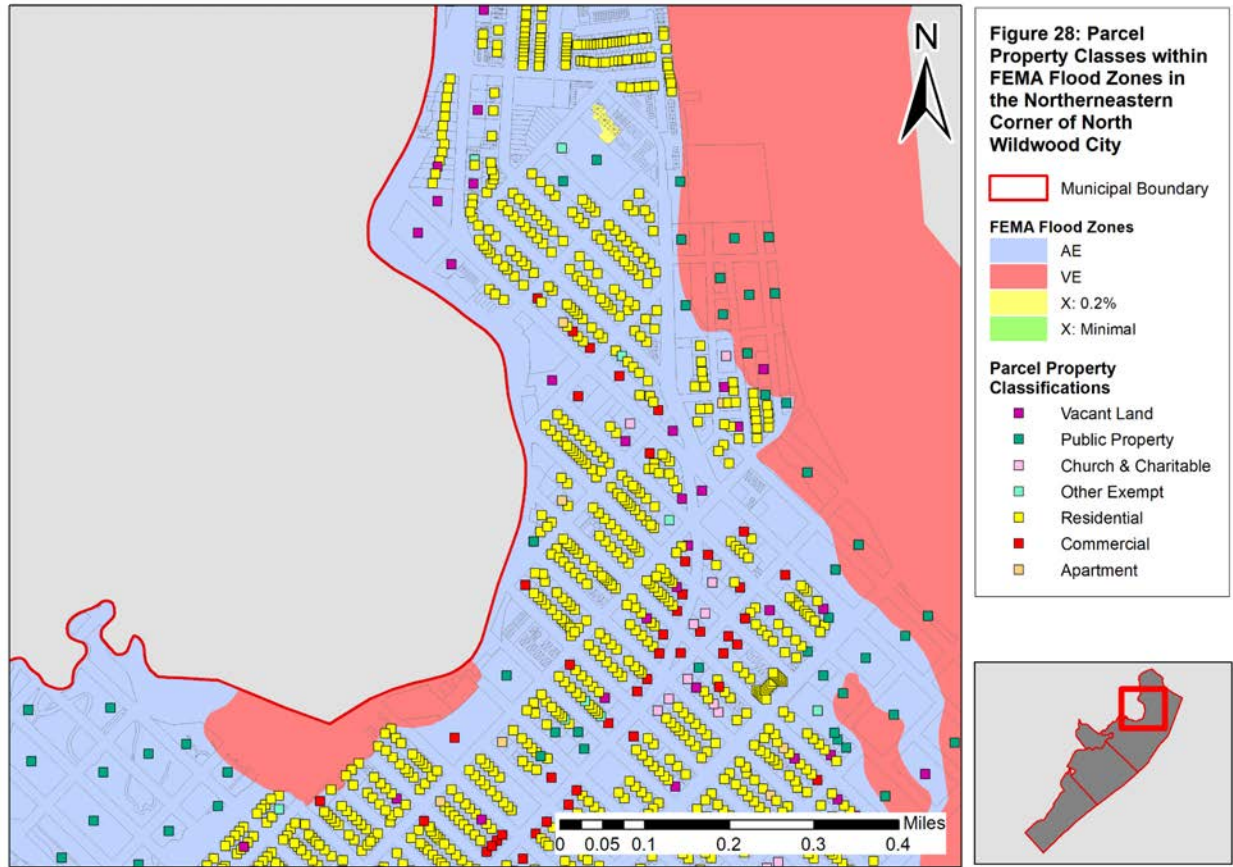 N
Figure 28: Parcel
Property Classes within
FEMA Flood Zones in
the Northerneastern
Corner of North
Wildwood City
Municipal Boundary
FEMA Flood Zones
AE
VE
X: 0.2%
X: Minimal
Parcel Property
Classifications
Vacant Land
Public Property
Church & Charitable
Other Exempt
Residential
Commercial
Apartment
Miles
0 0.05 0.1 0.2 0.3 0.4